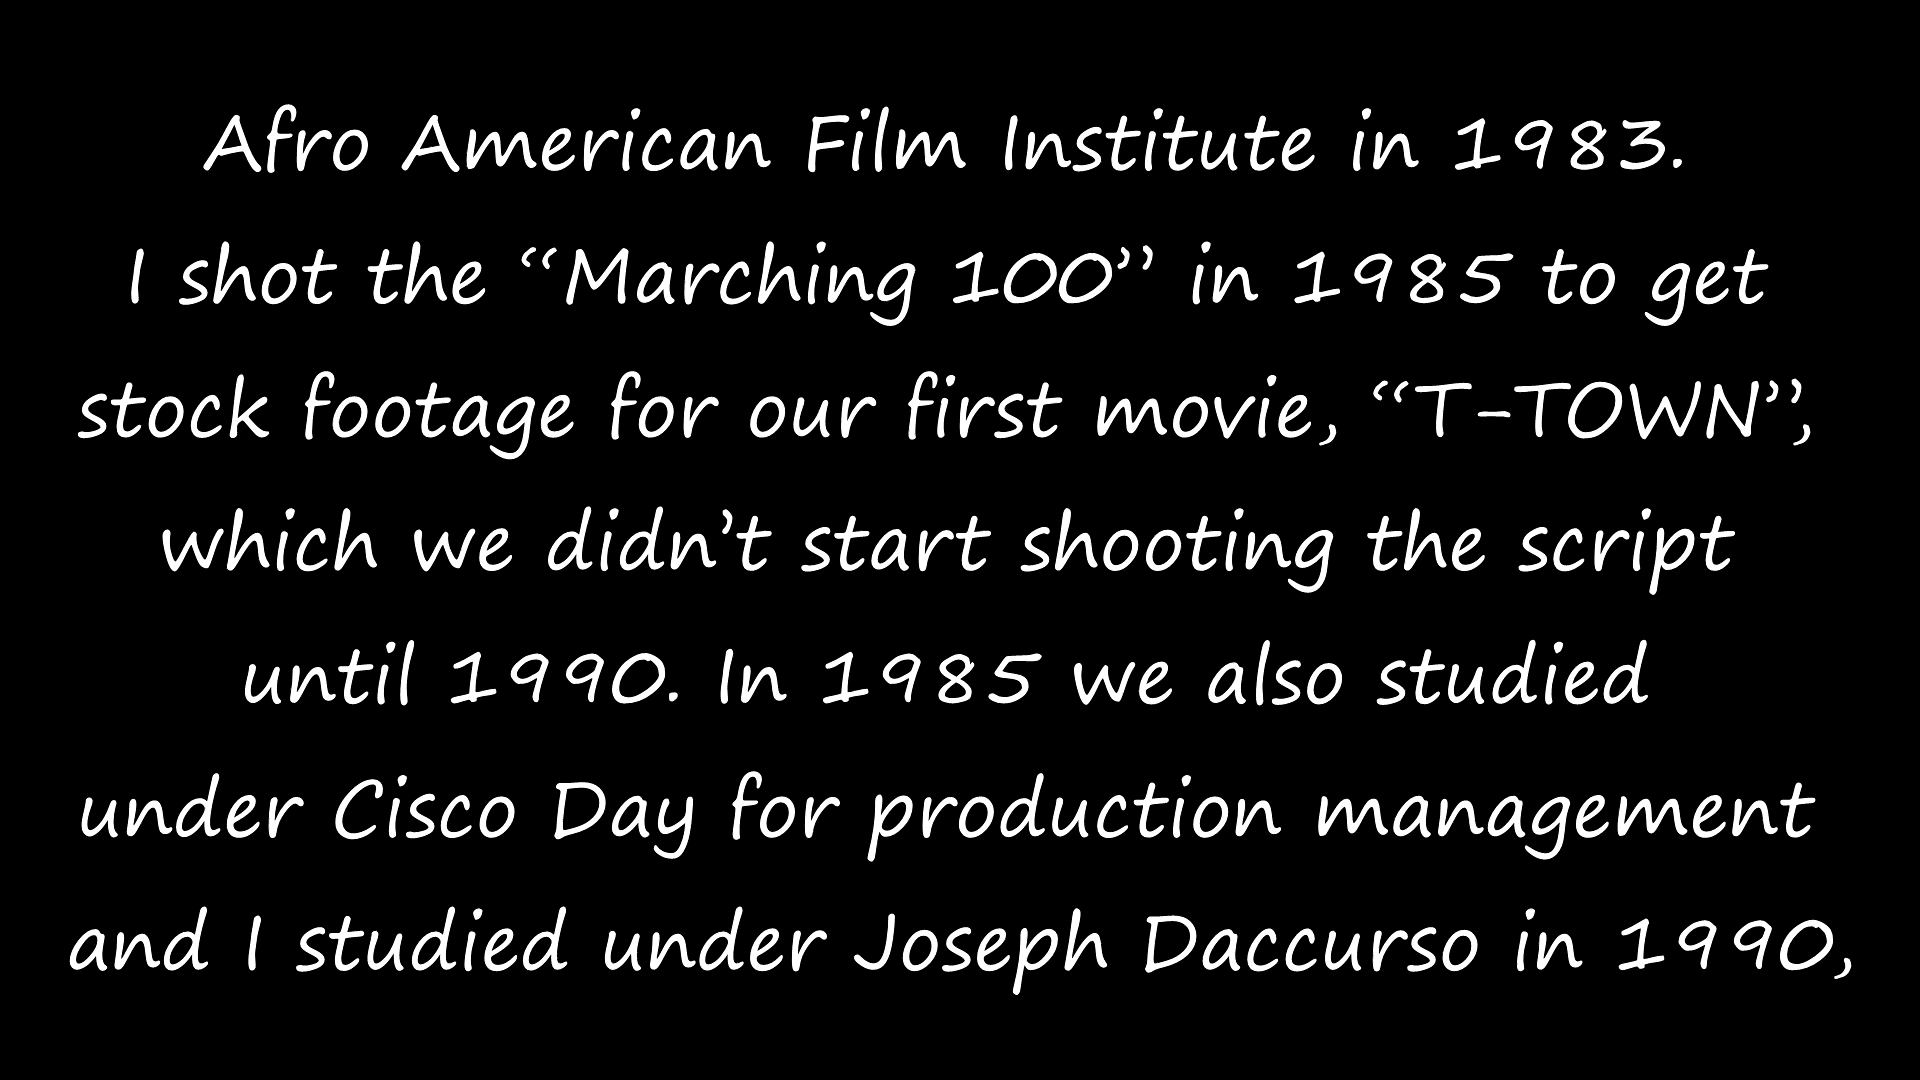 Afro American Film Institute in 1983.
I shot the “Marching 100” in 1985 to get
stock footage for our first movie, “T-TOWN”,
which we didn’t start shooting the script
until 1990. In 1985 we also studied
under Cisco Day for production management
and I studied under Joseph Daccurso in 1990,